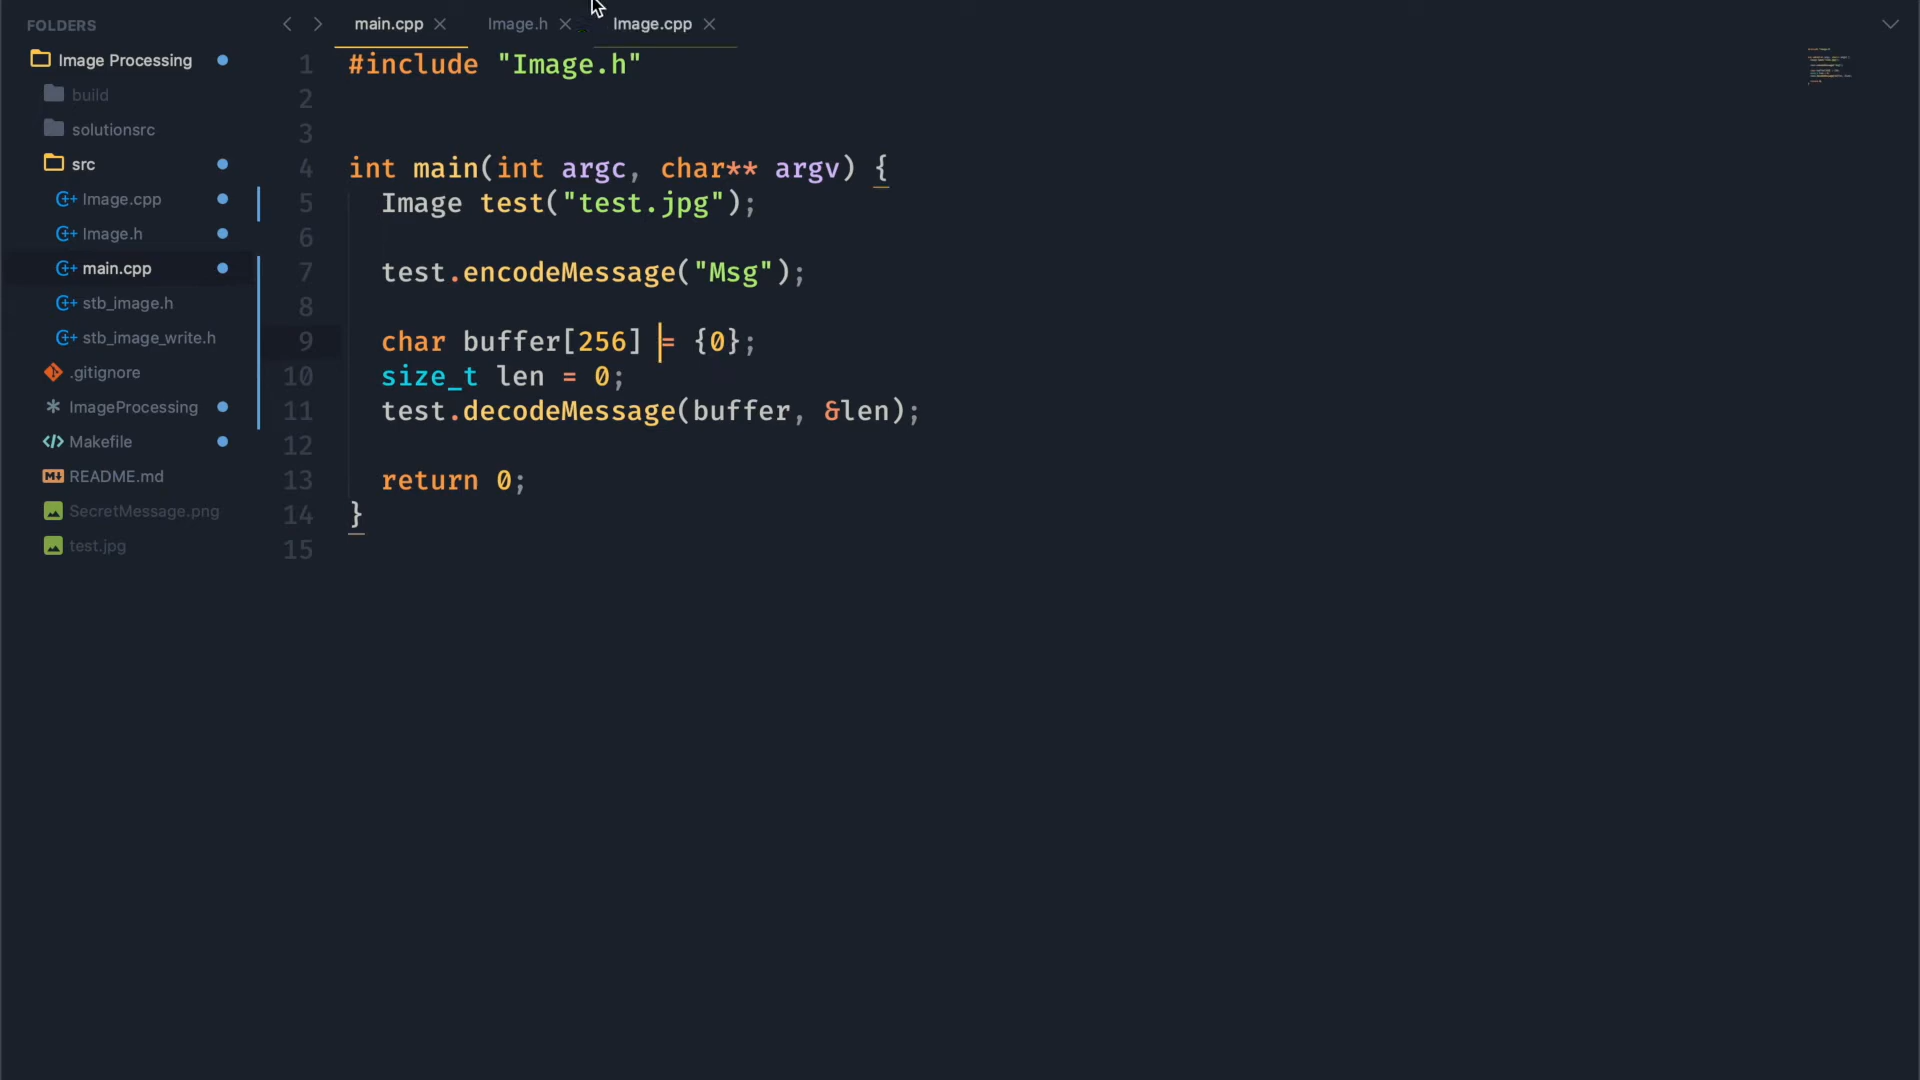 FOLDERS
Image Processing
build
solutionsrc
src
Image.cpp
Image.h
main.cpp
stb_image.h
stb_image_write.h
.gitignore
ImageProcessing
Makefile
README.md
SecretMessage.png
test.jpg
main.cpp Image.h Image.cpp
1 #include "Image.h"
2
3
4 int main(int argc, char** argv) {
5 Image test("test.jpg");
6
7 test.encodeMessage("Msg");
8
9 char buffer[256] = {0};
10 size_t len = 0;
11 test.decodeMessage(buffer, &len);
12
13 return 0;
14 }
15